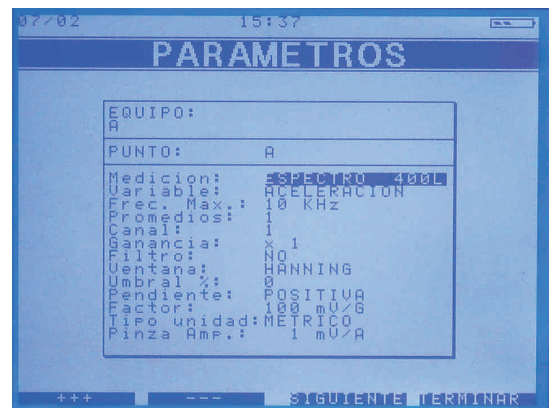 07/02 15:37
PARAMETROS
EQUIPO:
A
PUNTO: A
Medicion: ESPECTRO 400L
Variable: ACELERACION
Frec. Max.: 10 KHz
Promedios: 1
Canal: 1
Ganancia: x 1
Filtro: NO
Ventana: HANNING
Umbral %: 0
Pendiente: POSITIVA
Factor: 100 mV/G
Tipo unidad: METRICO
Pinza Amp.: 1 mV/A
+++ --- SIGUIENTE TERMINAR